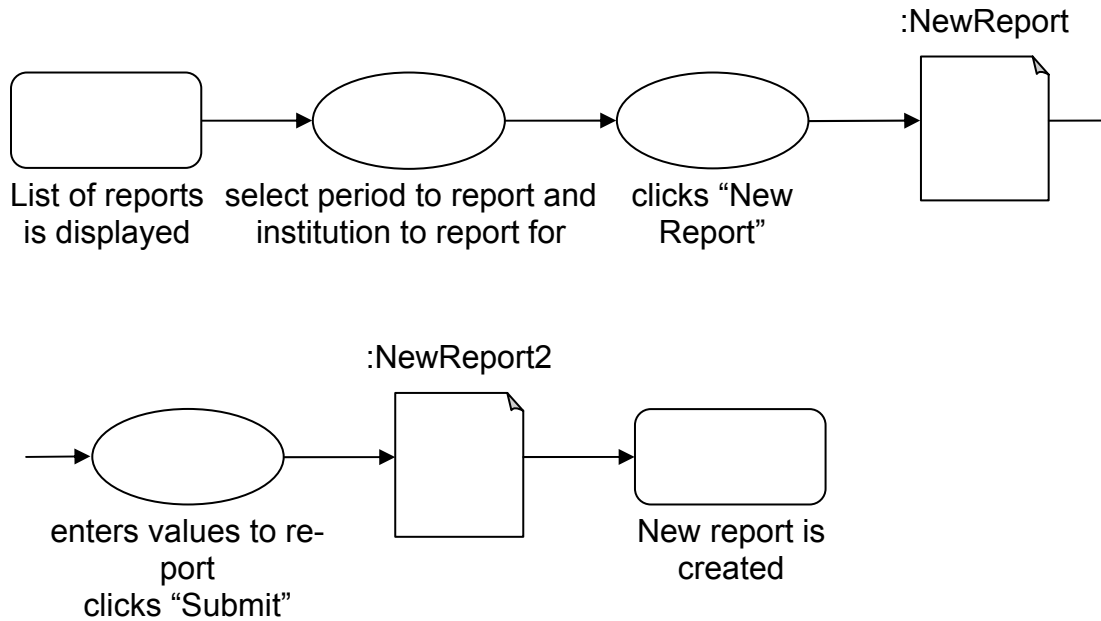 :NewReport
List of reports
is displayed
select period to report and
institution to report for
clicks “New
Report”
:NewReport2
enters values to re-
port
clicks “Submit”
New report is
created